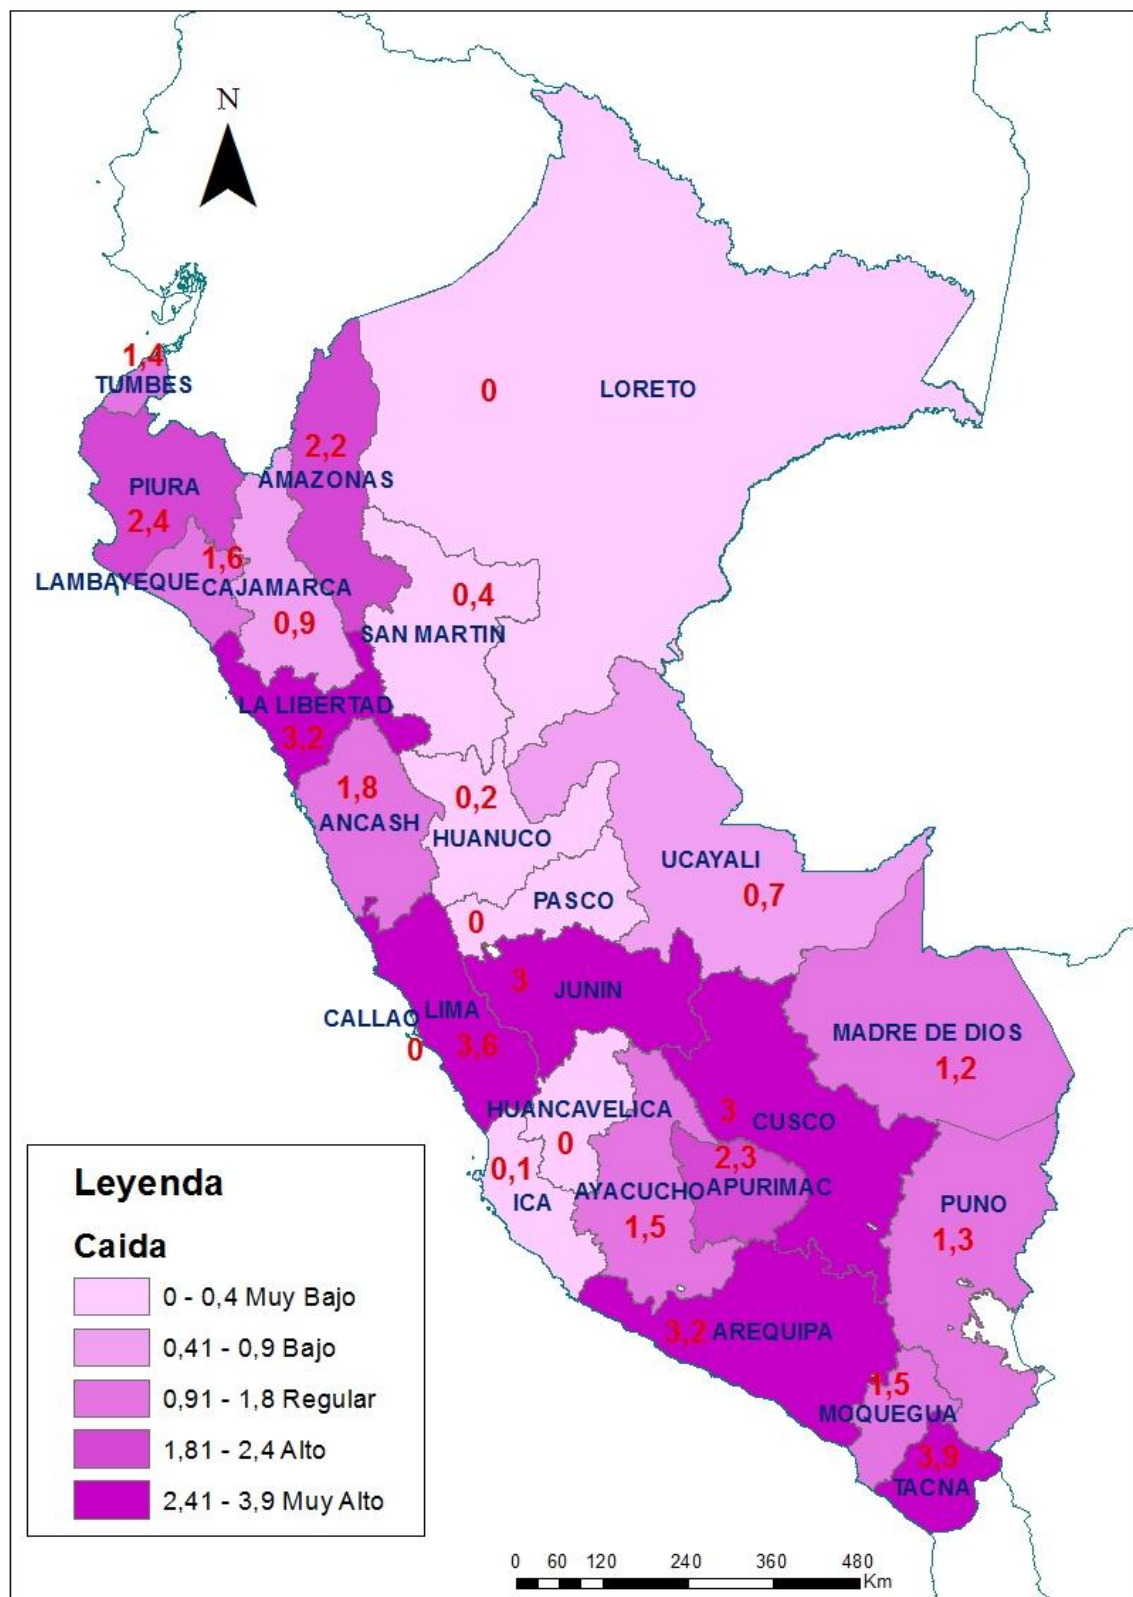 N
1,4
TUMBES
0
LORETO
2,2
AMAZONAS
PIURA
2,4
1,6
LAMBAYEQUE
CAJAMARCA
0,9
0,4
SAN MARTIN
LA LIBERTAD
3,2
1,8
ANCASH
0,2
HUANUCO
UCAYALI
0,7
PASCO
0
3
JUNIN
CALLAO
0
LIMA
3,6
MADRE DE DIOS
1,2
HUANCAVELICA
0
3
CUSCO
0,1
ICA
2,3
APURIMAC
AYACUCHO
1,5
PUNO
1,3
3,2
AREQUIPA
1,5
MOQUEGUA
3,9
TACNA
Leyenda
Caida
0 - 0,4 Muy Bajo
0,41 - 0,9 Bajo
0,91 - 1,8 Regular
1,81 - 2,4 Alto
2,41 - 3,9 Muy Alto
0 60 120 240 360 480
Km